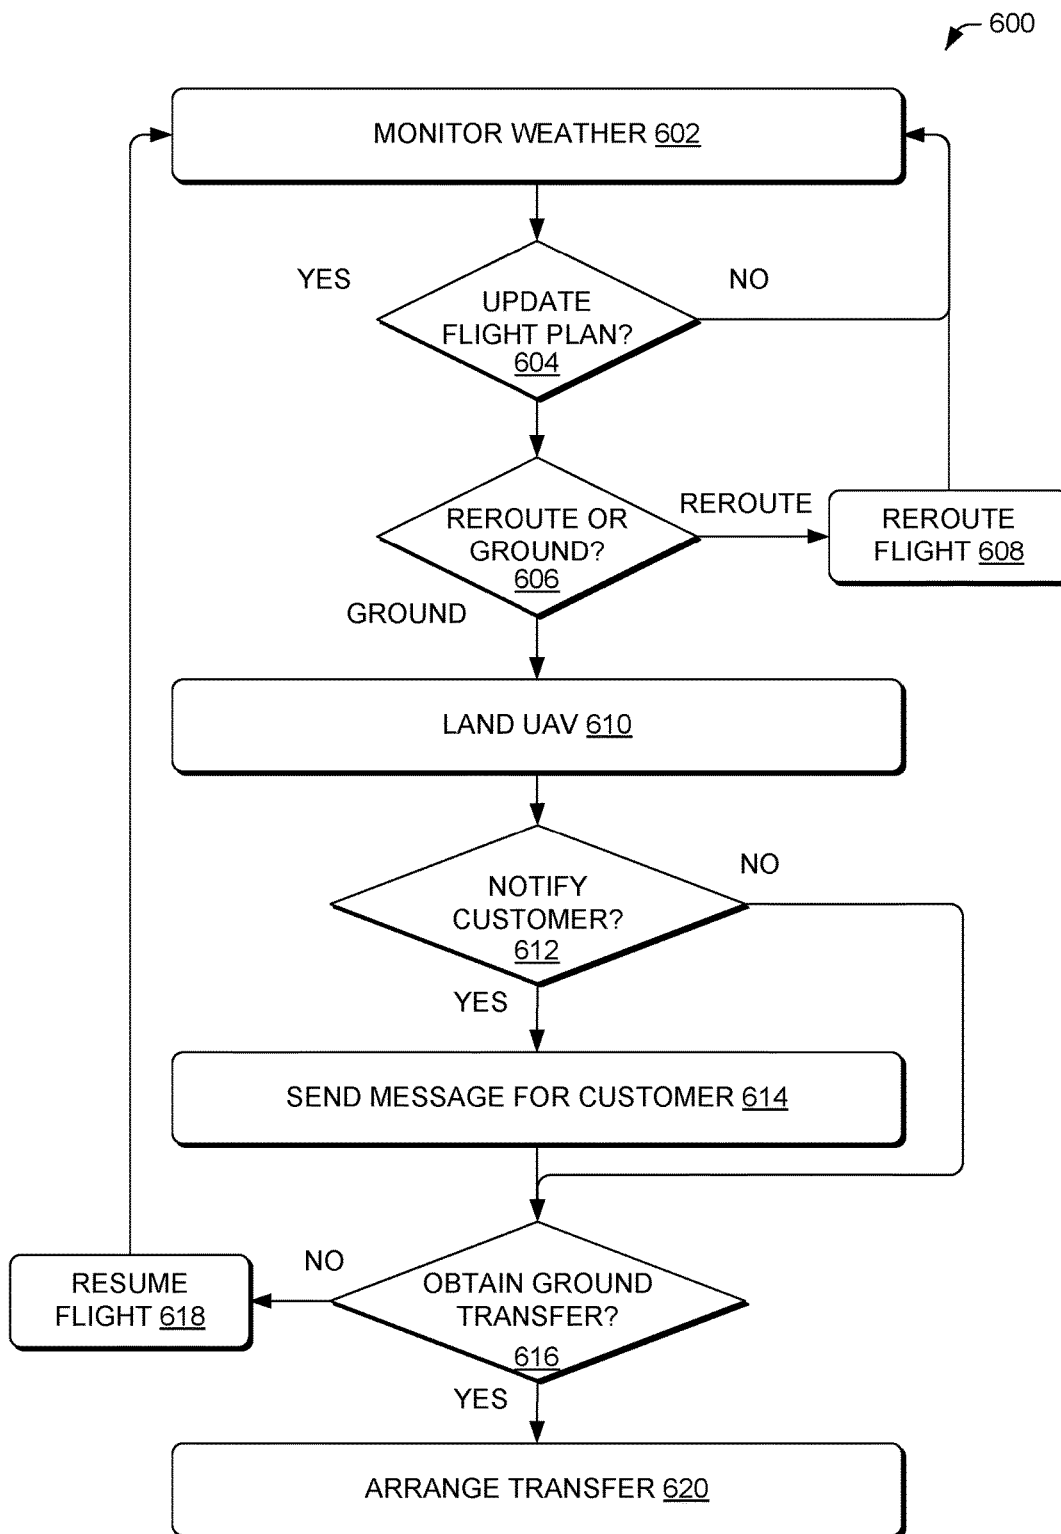 600
MONITOR WEATHER 602
YES
NO
UPDATE
FLIGHT PLAN?
604
REROUTE OR
GROUND?
606
REROUTE
REROUTE
FLIGHT 608
GROUND
LAND UAV 610
NOTIFY
CUSTOMER?
612
NO
YES
SEND MESSAGE FOR CUSTOMER 614
OBTAIN GROUND
TRANSFER?
616
NO
RESUME
FLIGHT 618
YES
ARRANGE TRANSFER 620